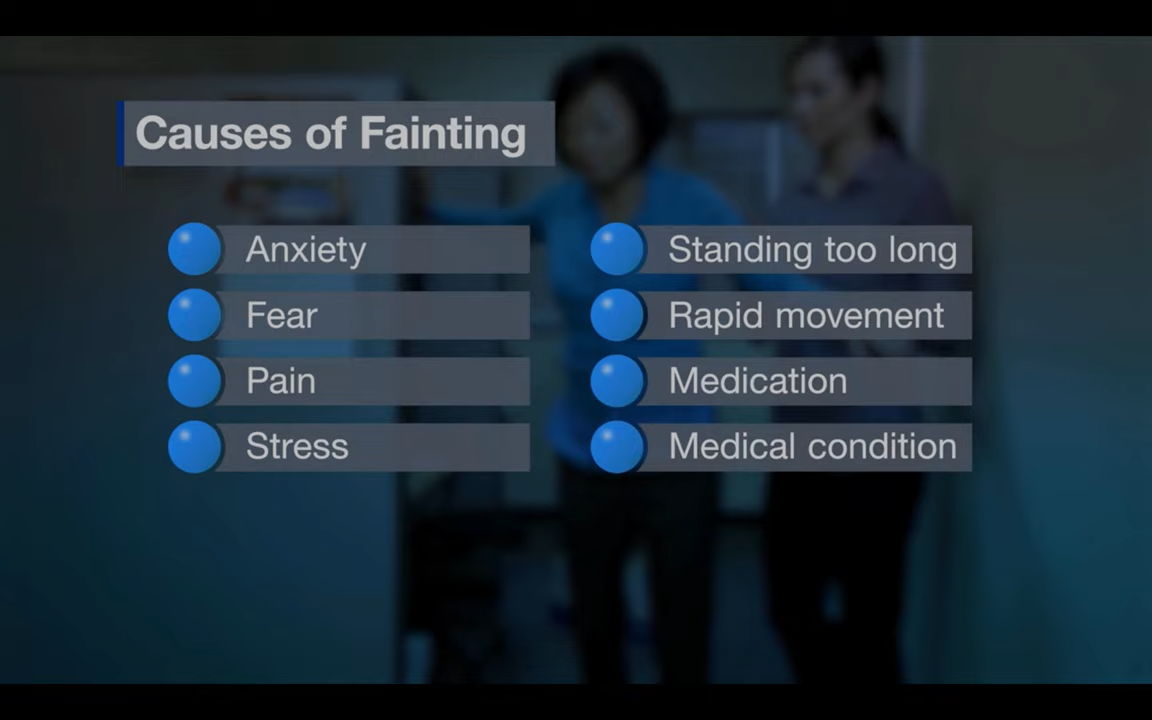 Causes of Fainting
Anxiety
Fear
Pain
Stress
Standing too long
Rapid movement
Medication
Medical condition